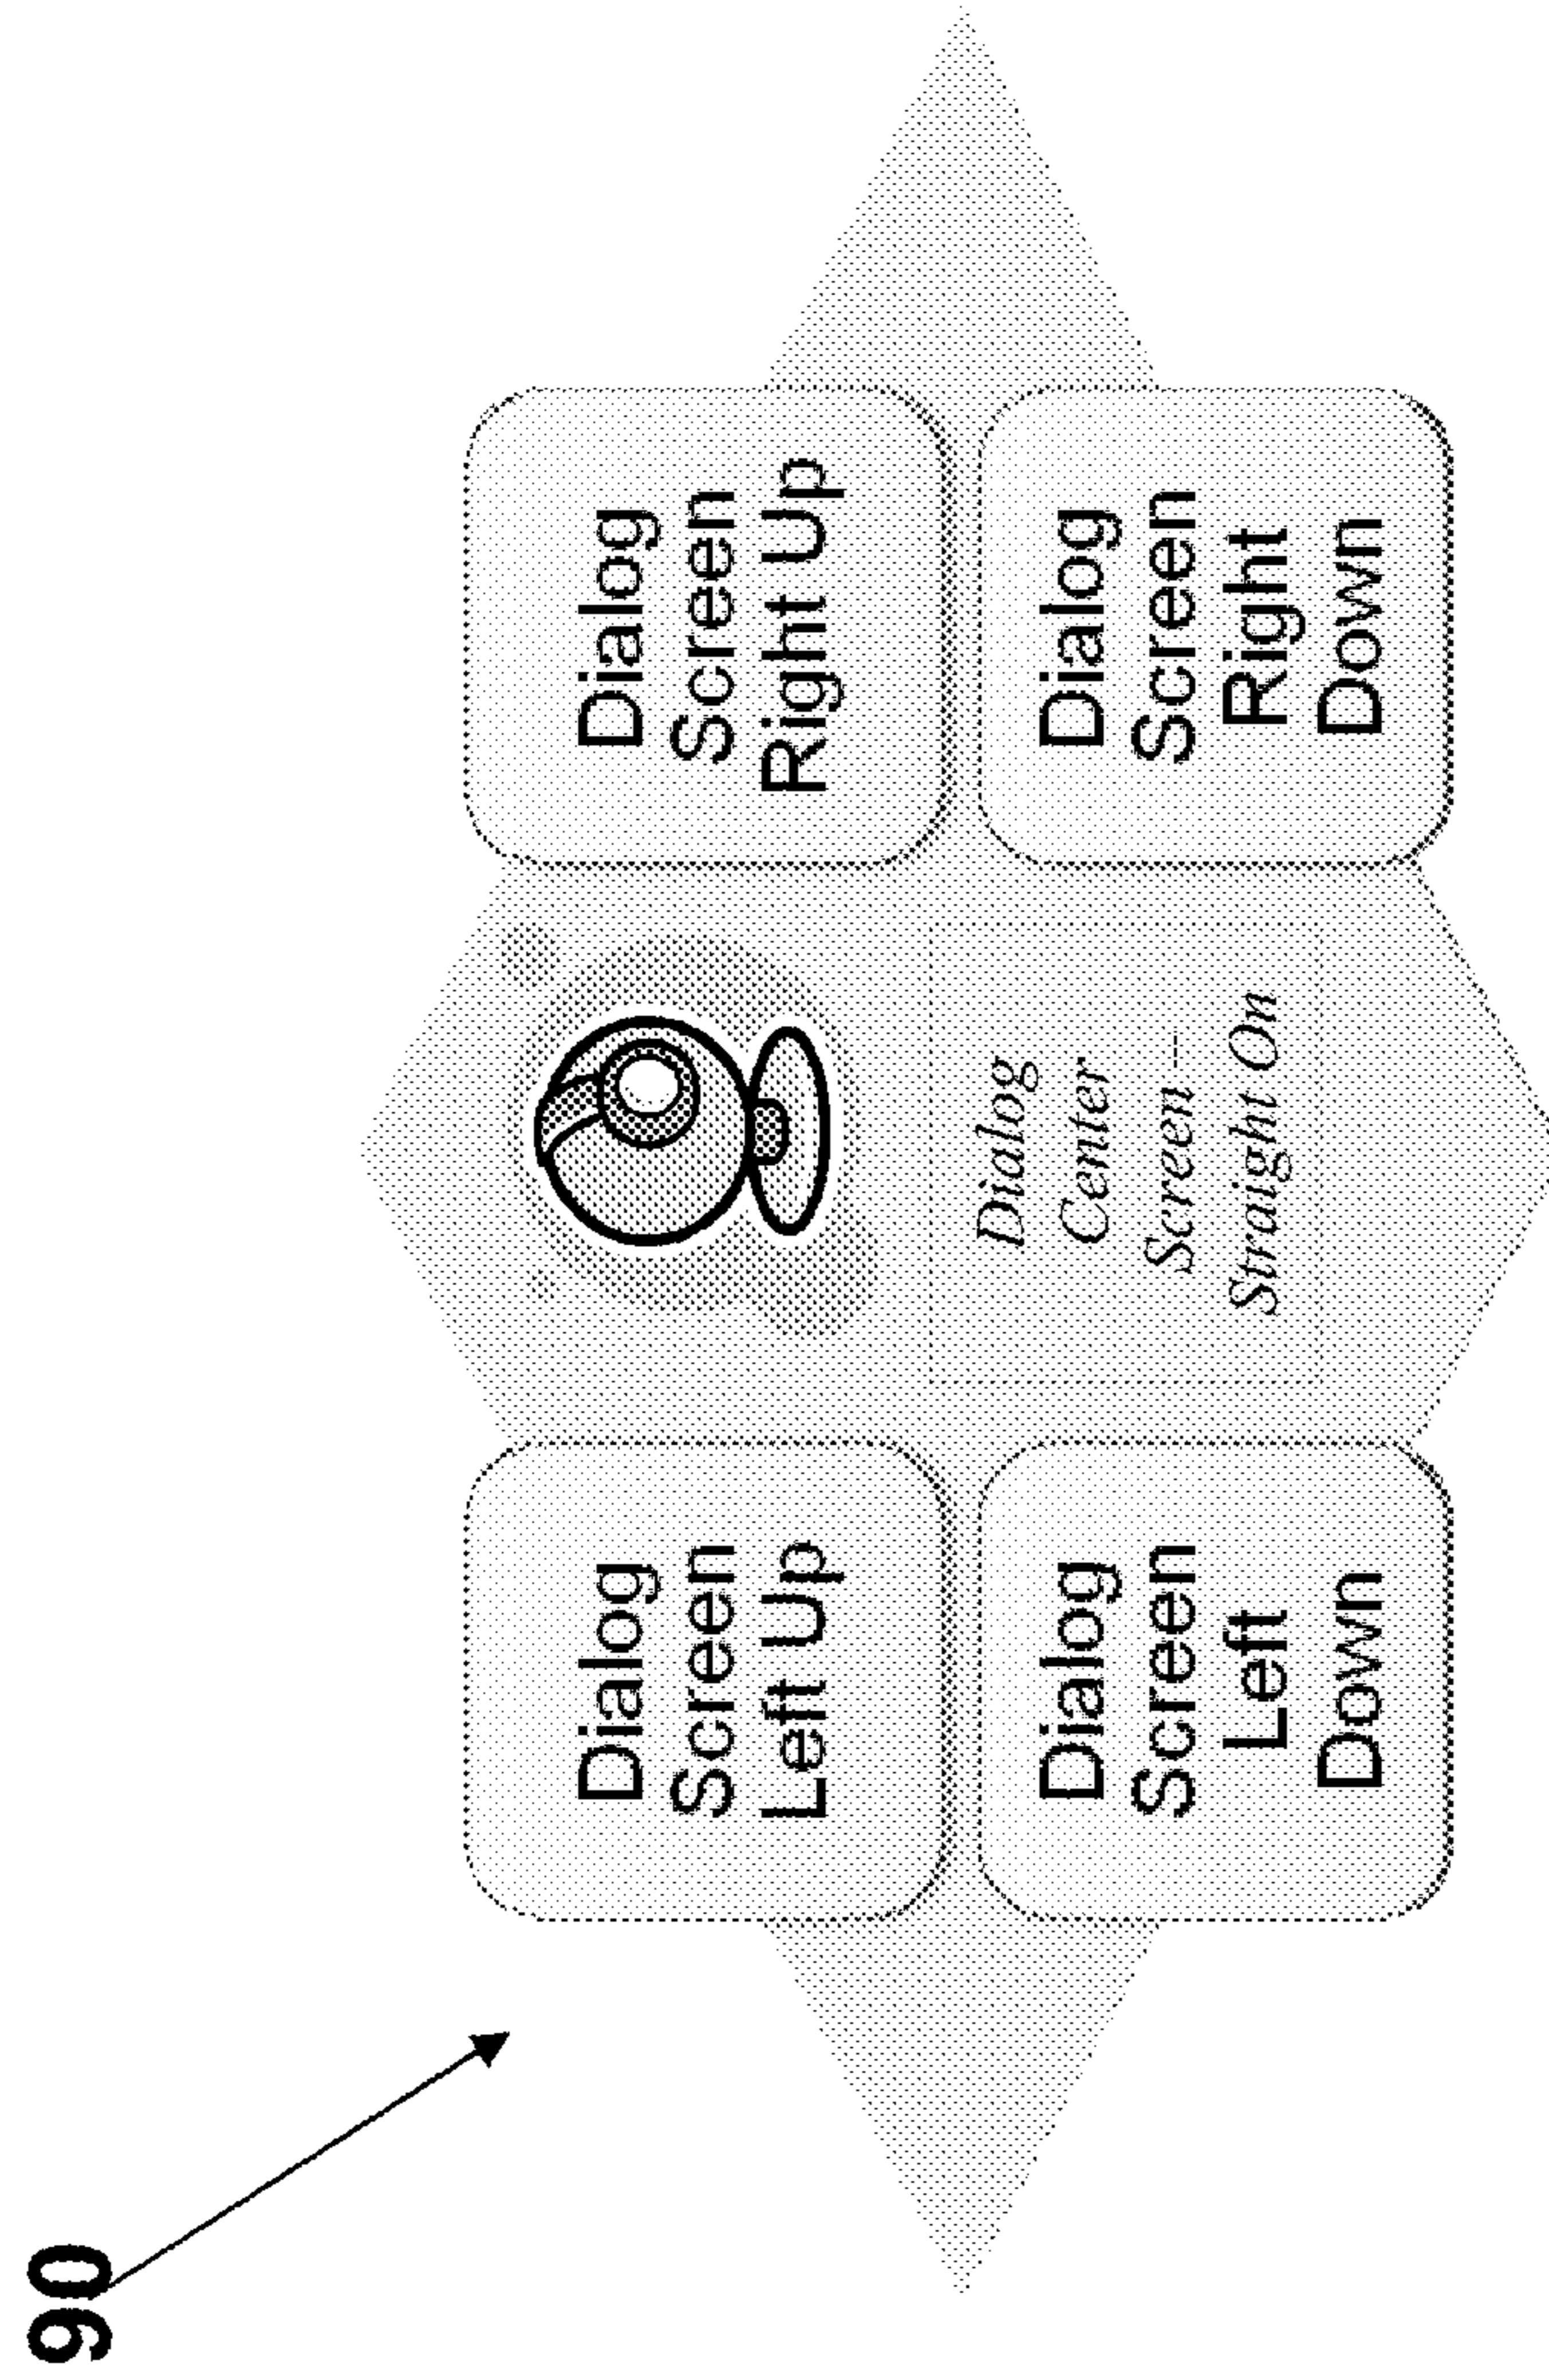 90
Dialog
Screen
Left Up
Dialog
Screen
Right Up
Dialog
Screen
Left
Down
Dialog
Center
Screen–
Straight On
Dialog
Screen
Right
Down